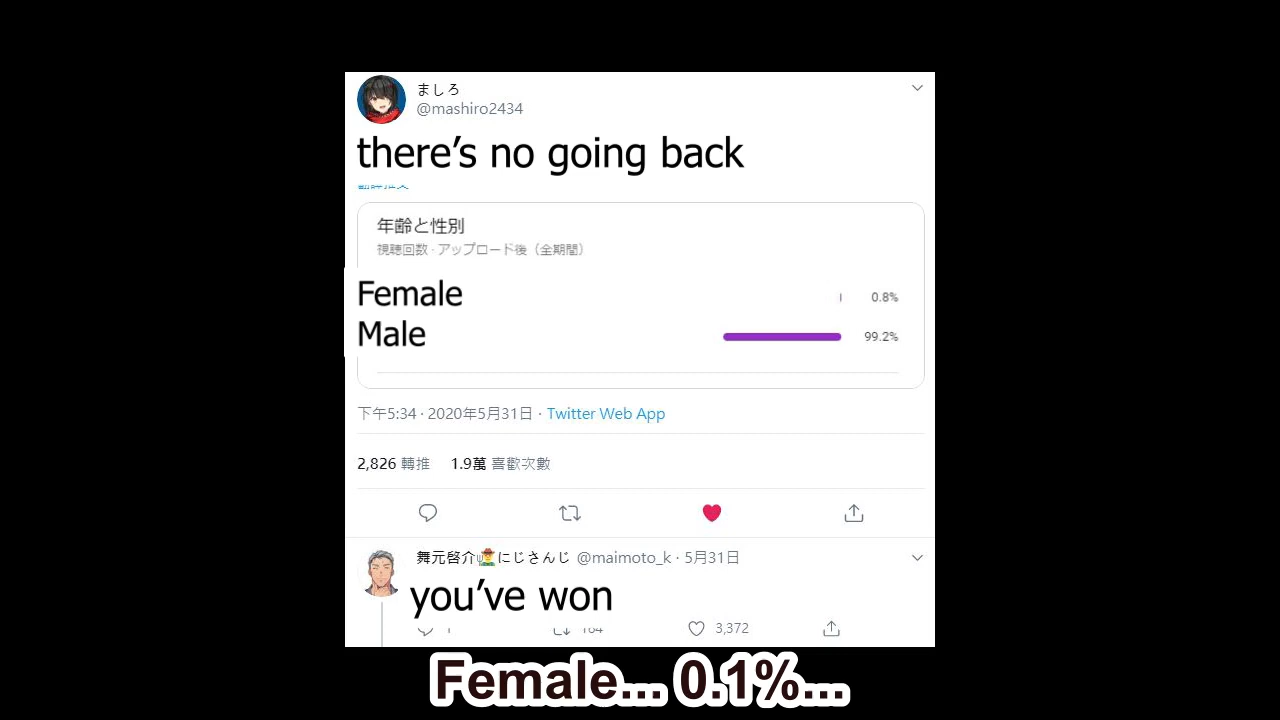 ましろ
@mashiro2434
there's no going back
年齢と性別
視聴回数 · アップロード後（全期間）
Female 0.8%
Male 99.2%
下午5:34 · 2020年5月31日 · Twitter Web App
2,826 轉推 1.9萬 喜歡次數
舞元啓介にじさんじ @maimoto_k · 5月31日
you've won
164 3,372
Female... 0.1%...